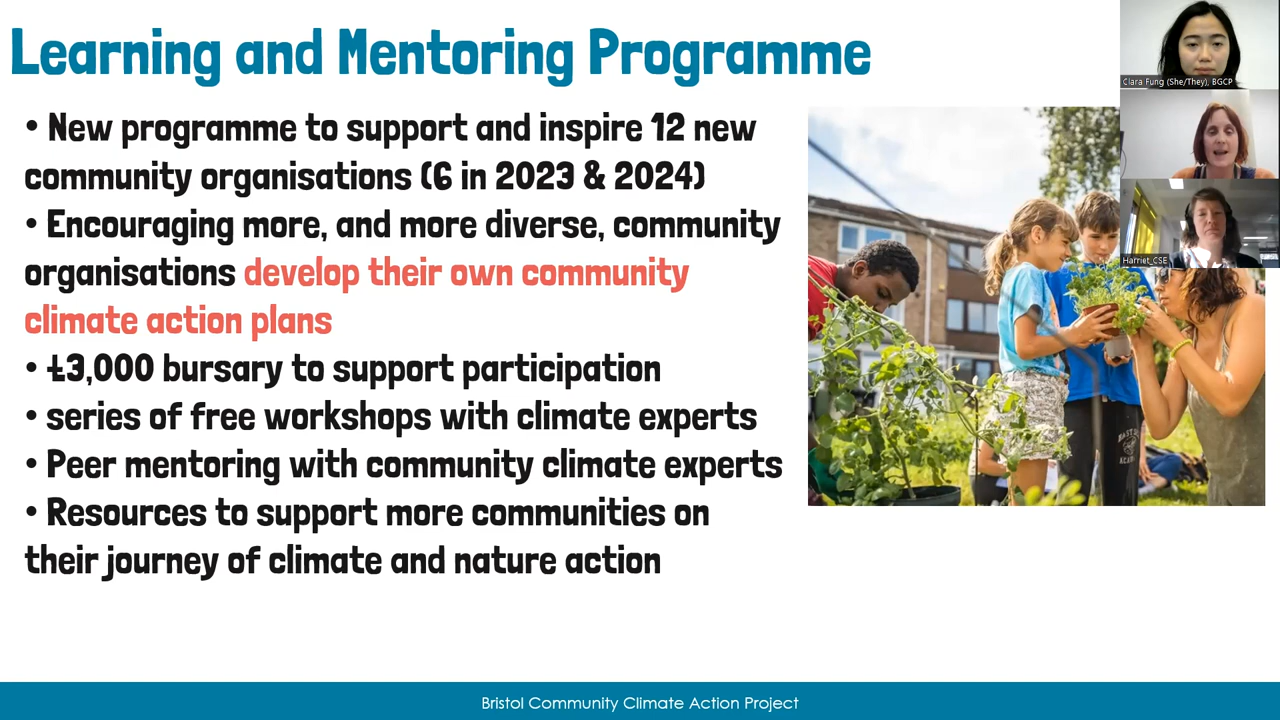 Learning and Mentoring Programme
Clara Fung (She/They), BGCP
• New programme to support and inspire 12 new
community organisations (6 in 2023 & 2024)
• Encouraging more, and more diverse, community
organisations develop their own community
climate action plans
Harriet_CSE
• £3,000 bursary to support participation
• series of free workshops with climate experts
• Peer mentoring with community climate experts
• Resources to support more communities on
their journey of climate and nature action
Bristol Community Climate Action Project